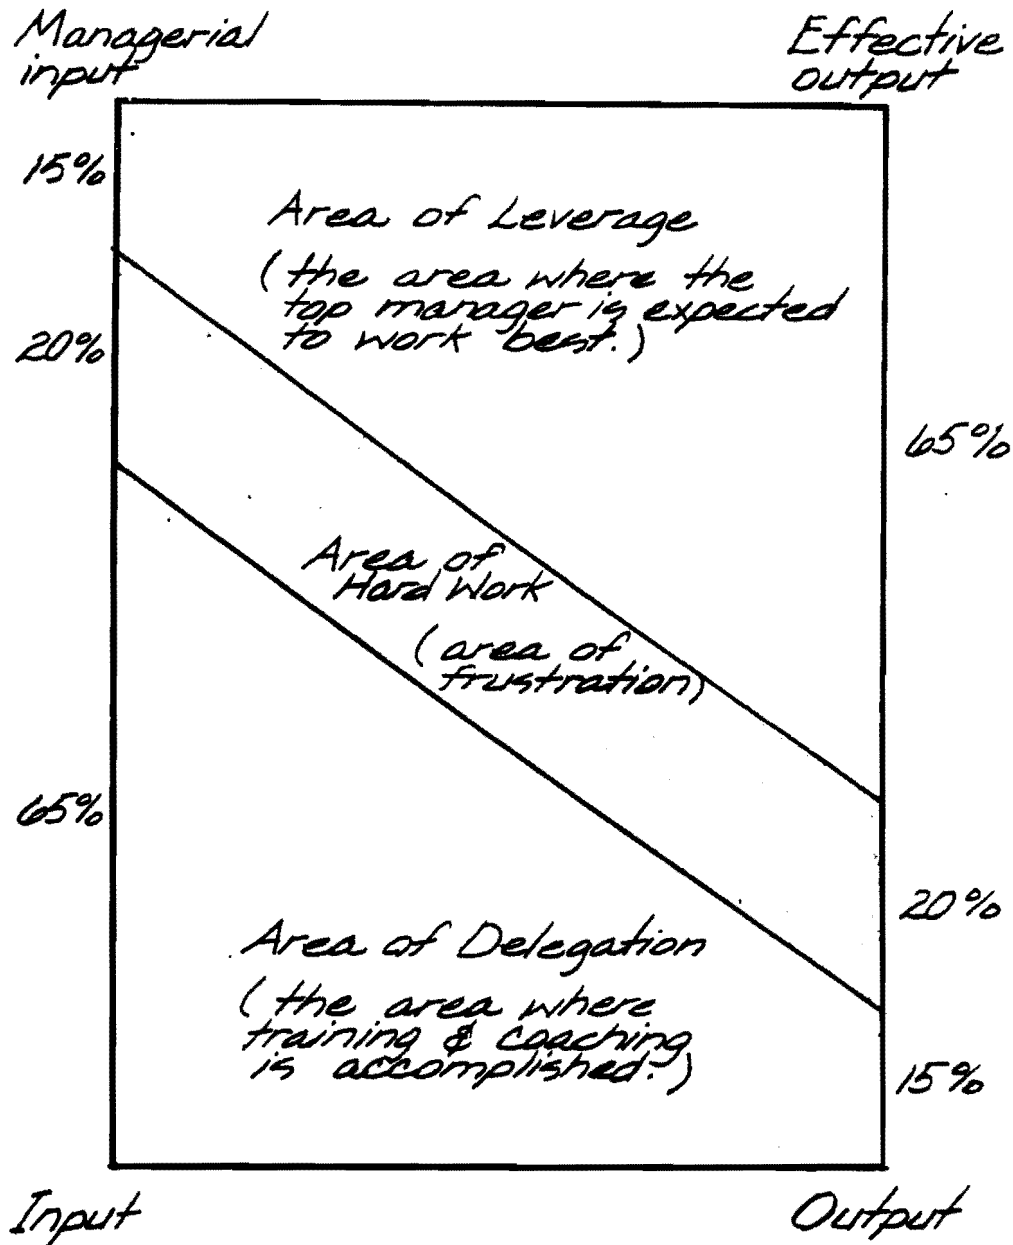 Managerial
input
Effective
output
15%
Area of Leverage
(the area where the
top manager is expected
to work best.)
20%
65%
Area of
Hard Work
(area of
frustration)
65%
20%
Area of Delegation
(the area where
training & coaching
is accomplished.)
15%
Input
Output